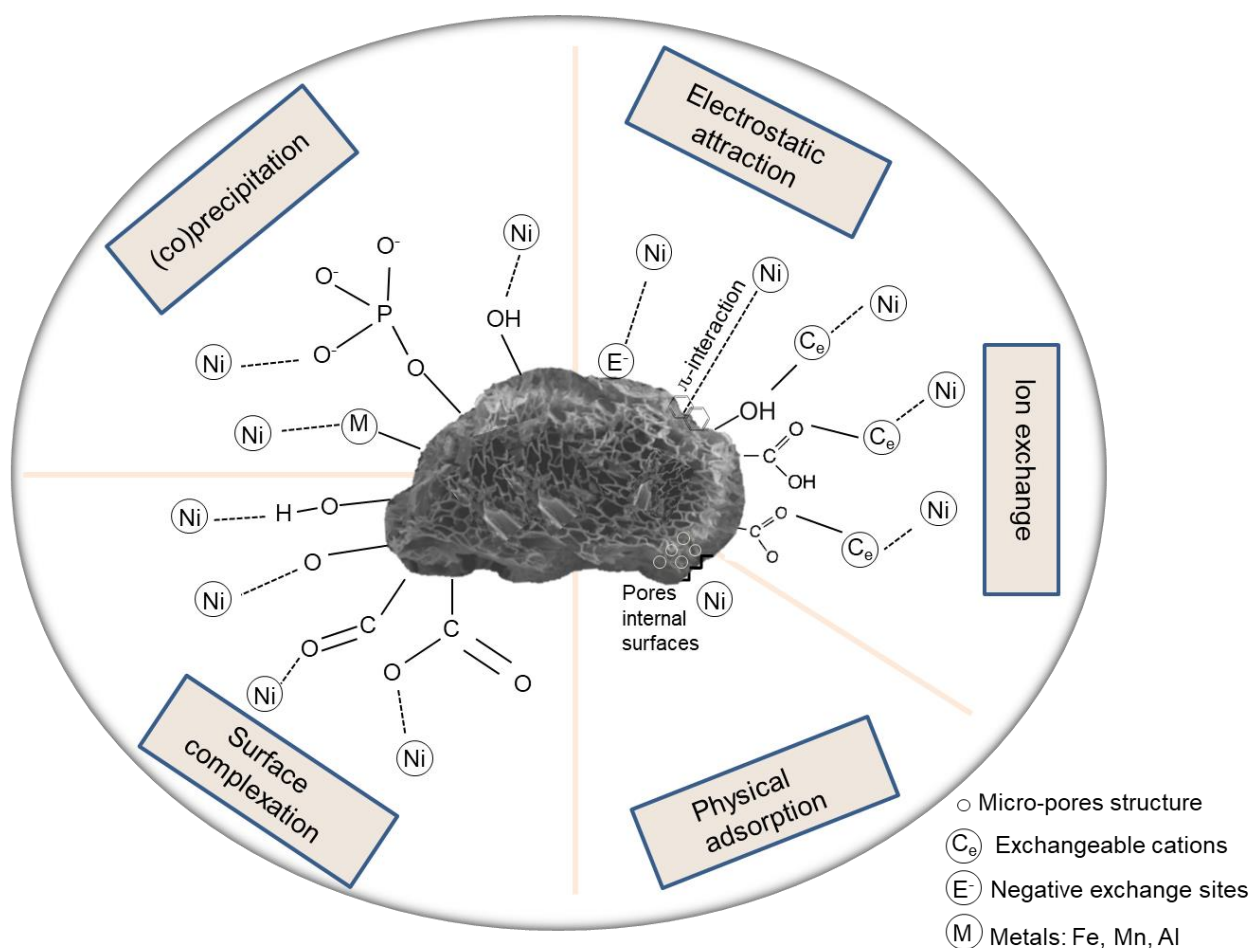 (co)precipitation
Electrostatic
attraction
Ion exchange
Physical
adsorption
Surface
complexation
Ni
OH
O-
O-
P
O-
O
Ni
Ni
M
Ni
E-
Ni
π-interaction
Ni
Ce
OH
Ni
Ce
O
C
OH
Ni
Ce
O
C
O
Ni
H
O
Ni
O
Ni
C
O
Ni
C
O
O
Ni
Pores
internal
surfaces
Ni
Micro-pores structure
Ce Exchangeable cations
E- Negative exchange sites
M Metals: Fe, Mn, Al